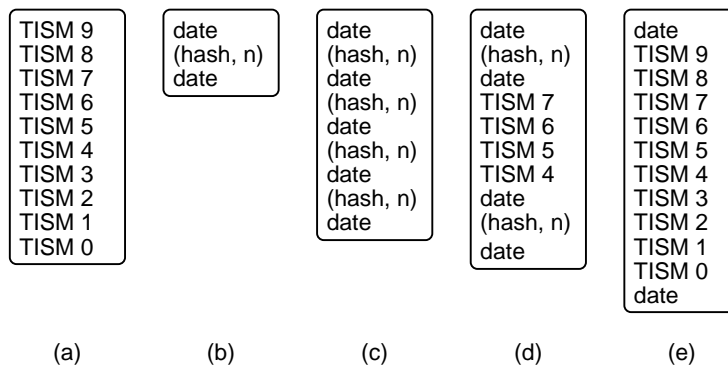 TISM 9
TISM 8
TISM 7
TISM 6
TISM 5
TISM 4
TISM 3
TISM 2
TISM 1
TISM 0
date
(hash, n)
date
date
(hash, n)
date
(hash, n)
date
(hash, n)
date
(hash, n)
date
date
(hash, n)
date
TISM 7
TISM 6
TISM 5
TISM 4
date
(hash, n)
date
date
TISM 9
TISM 8
TISM 7
TISM 6
TISM 5
TISM 4
TISM 3
TISM 2
TISM 1
TISM 0
date
(a) (b) (c) (d) (e)